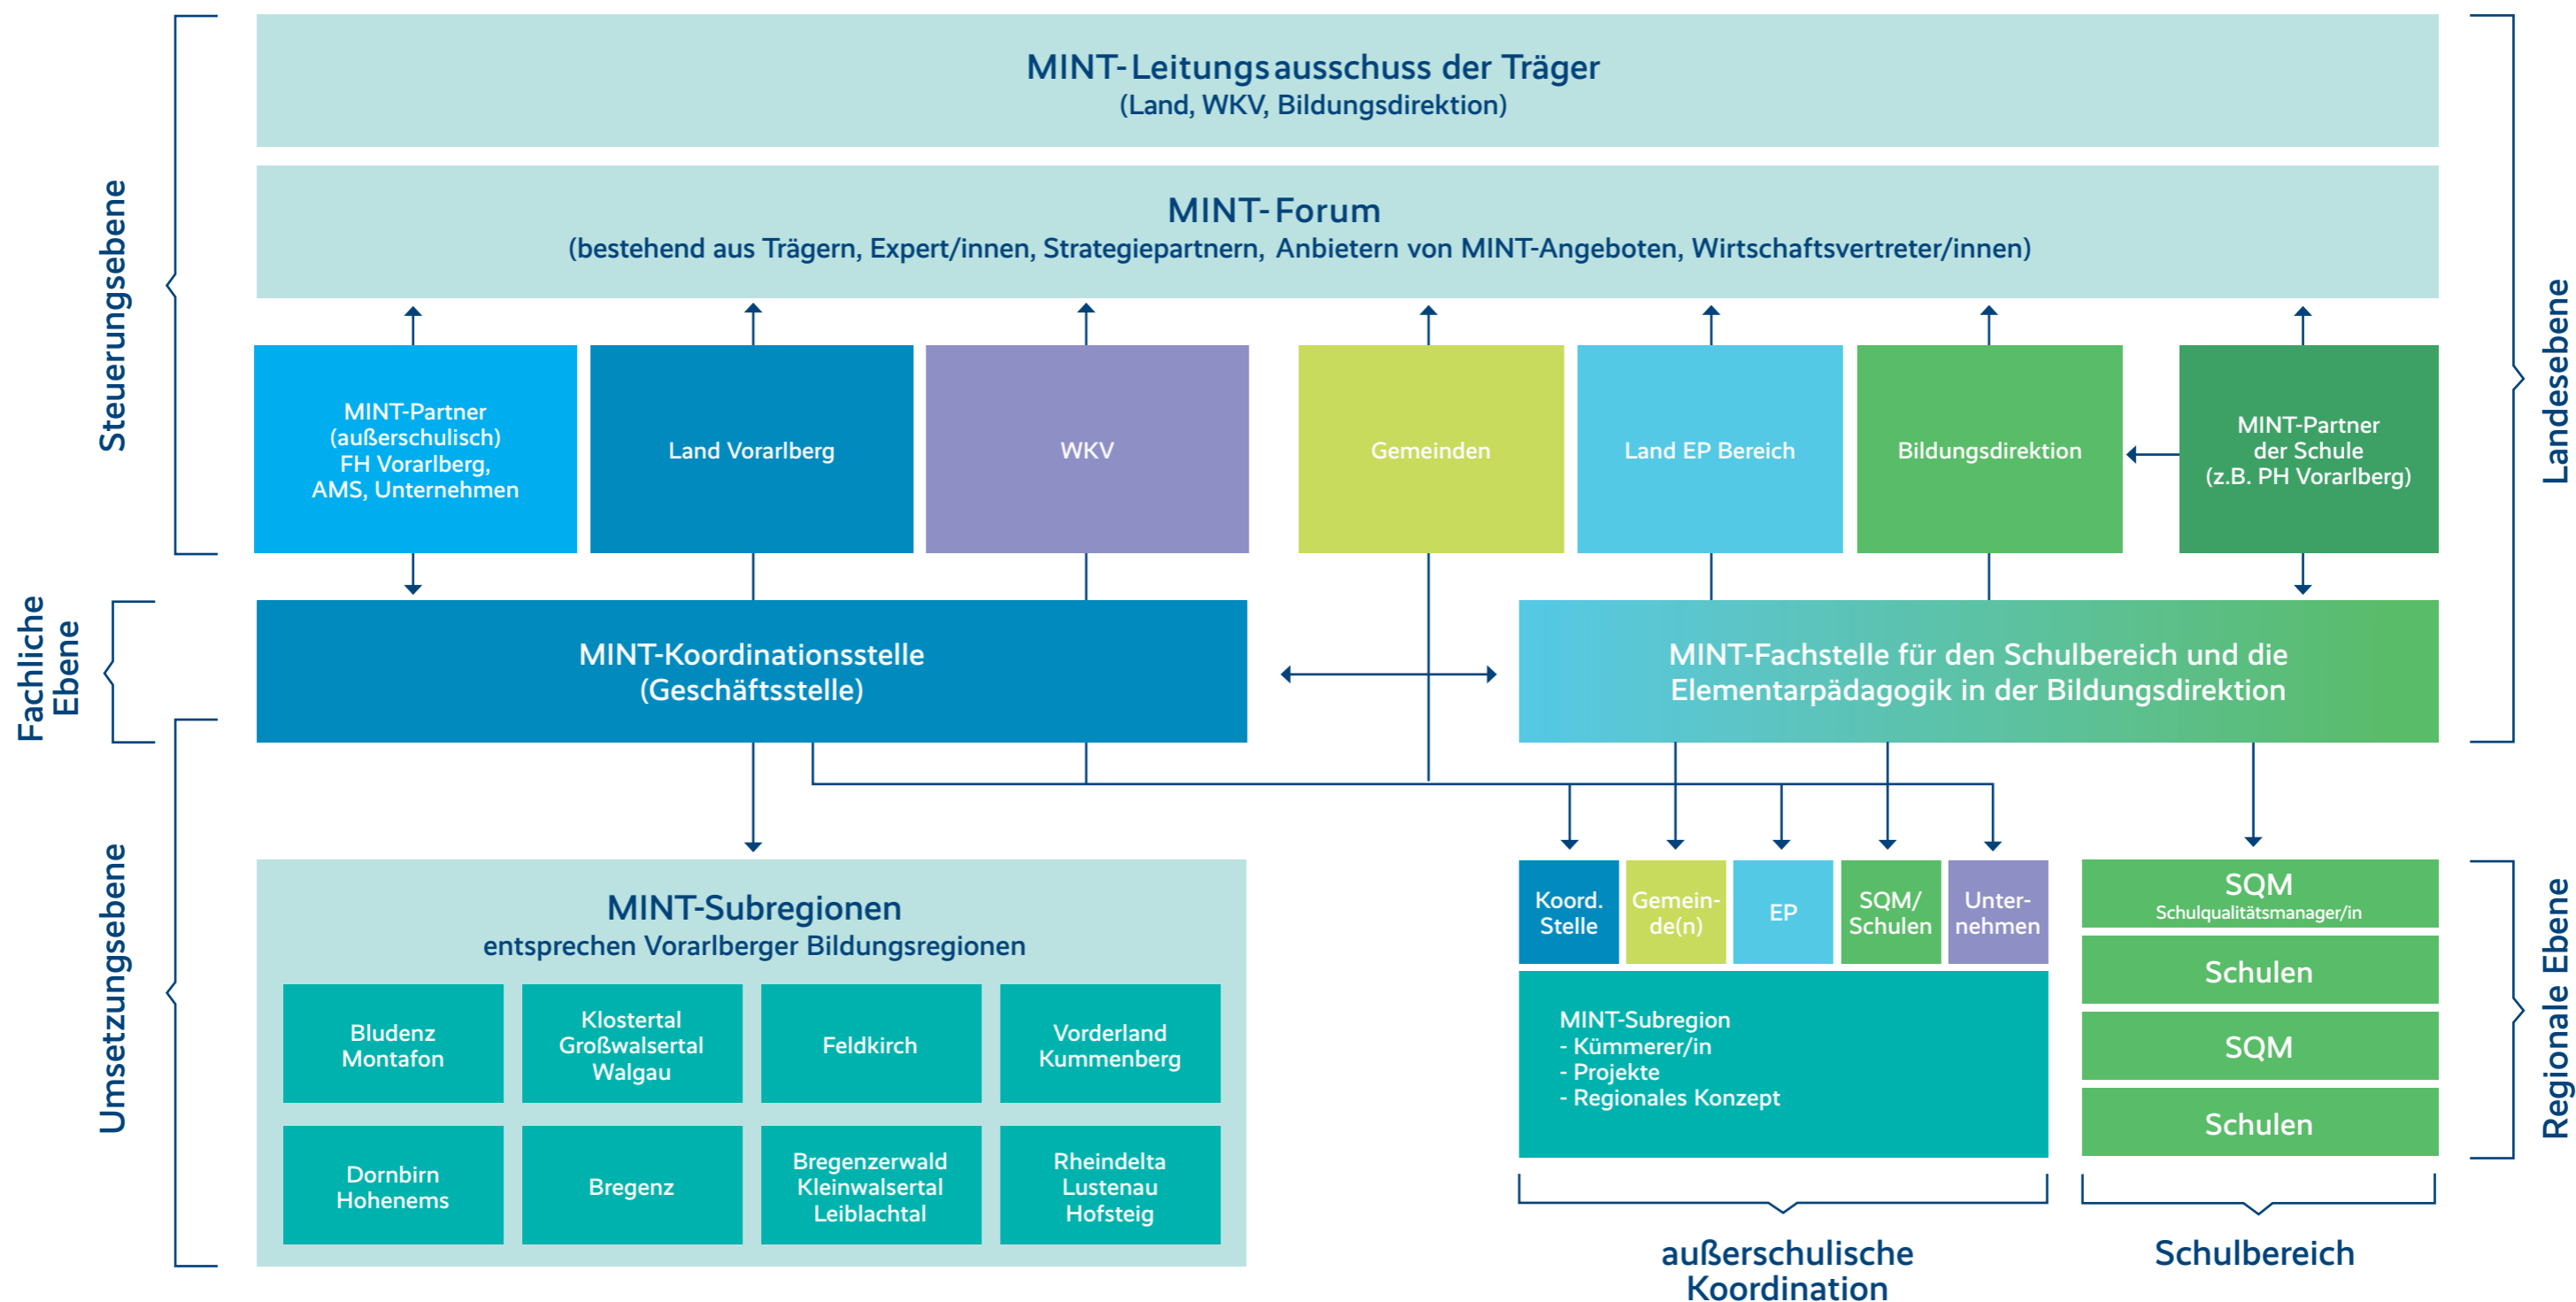 MINT-Leitungsausschuss der Träger
(Land, WKV, Bildungsdirektion)
MINT-Forum
(bestehend aus Trägern, Expert/innen, Strategiepartnern, Anbietern von MINT-Angeboten, Wirtschaftsvertreter/innen)
Steuerungsebene
Landesebene
MINT-Partner
(außerschulisch)
FH Vorarlberg,
AMS, Unternehmen
Land Vorarlberg
WKV
Gemeinden
Land EP Bereich
Bildungsdirektion
MINT-Partner
der Schule
(z.B. PH Vorarlberg)
Fachliche
Ebene
MINT-Koordinationsstelle
(Geschäftsstelle)
MINT-Fachstelle für den Schulbereich und die
Elementarpädagogik in der Bildungsdirektion
Umsetzungsebene
MINT-Subregionen
entsprechen Vorarlberger Bildungsregionen
Bludenz
Montafon
Klostertal
Großwalsertal
Walgau
Feldkirch
Vorderland
Kummenberg
Dornbirn
Hohenems
Bregenz
Bregenzerwald
Kleinwalsertal
Leiblachtal
Rheindelta
Lustenau
Hofsteig
Koord.
Stelle
Gemein-
de(n)
EP
SQM/
Schulen
Unter-
nehmen
MINT-Subregion
- Kümmerer/in
- Projekte
- Regionales Konzept
SQM
Schulqualitätsmanager/in
Schulen
SQM
Schulen
Regionale Ebene
außerschulische
Koordination
Schulbereich